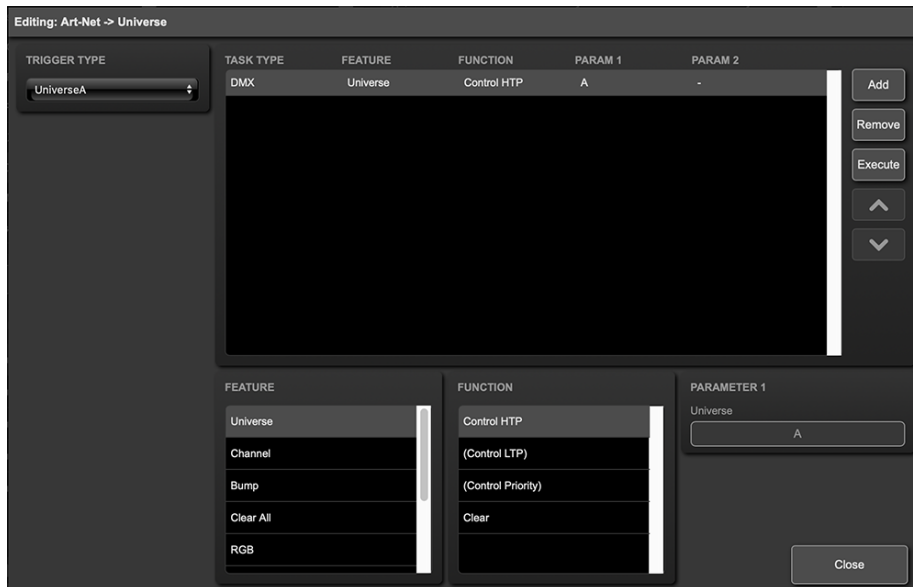 Editing: Art-Net -> Universe
TRIGGER TYPE
UniverseA
TASK TYPE FEATURE FUNCTION PARAM 1 PARAM 2
DMX Universe Control HTP A -
Add
Remove
Execute
FEATURE
Universe
Channel
Bump
Clear All
RGB
FUNCTION
Control HTP
(Control LTP)
(Control Priority)
Clear
PARAMETER 1
Universe
A
Close